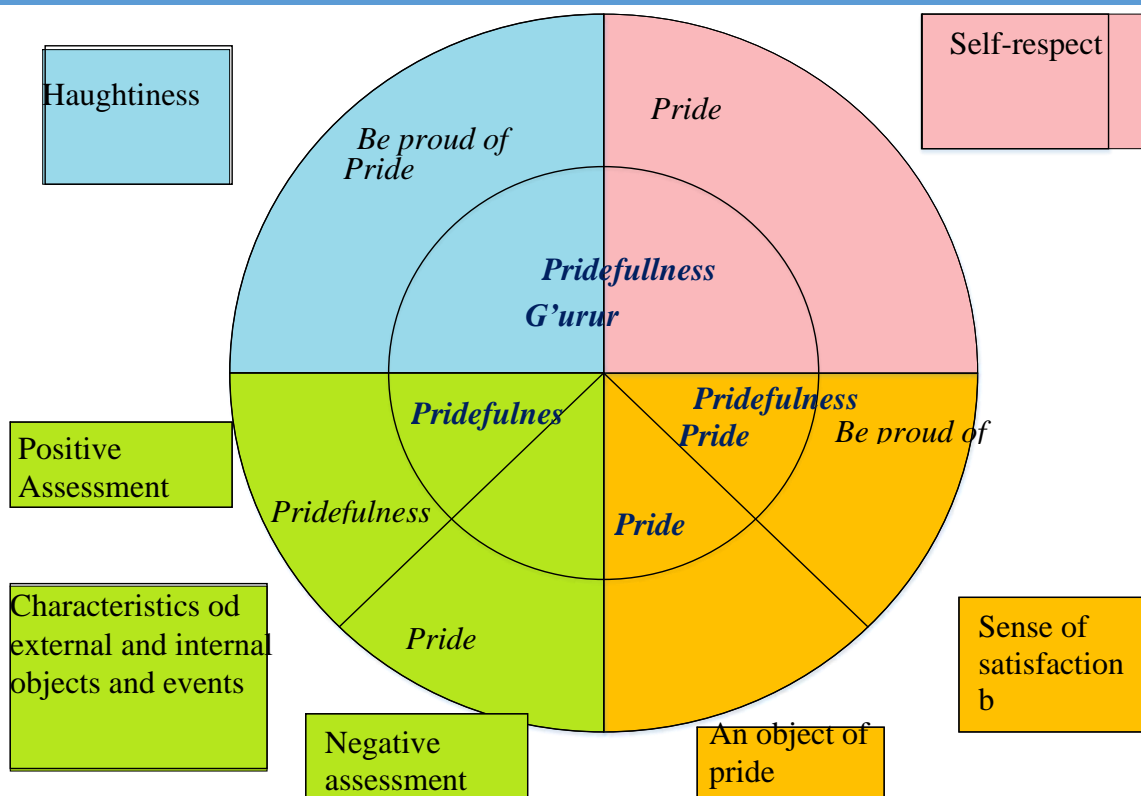 Haughtiness
Self-respect
Be proud of
Pride
Pride
Pridefullness
G’urur
Pridefulnes
Pridefulness
Pride
Be proud of
Positive
Assessment
Pridefulness
Pride
Pride
Characteristics od
external and internal
objects and events
Sense of
satisfaction
b
Negative
assessment
An object of
pride